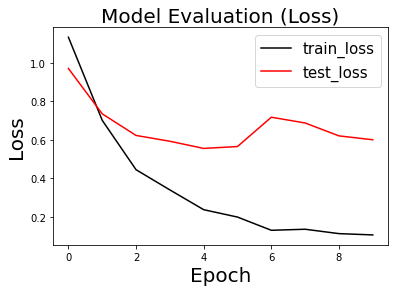 Model Evaluation (Loss)
train_loss
test_loss
Loss
1.0
0.8
0.6
0.4
0.2
0 2 4 6 8
Epoch